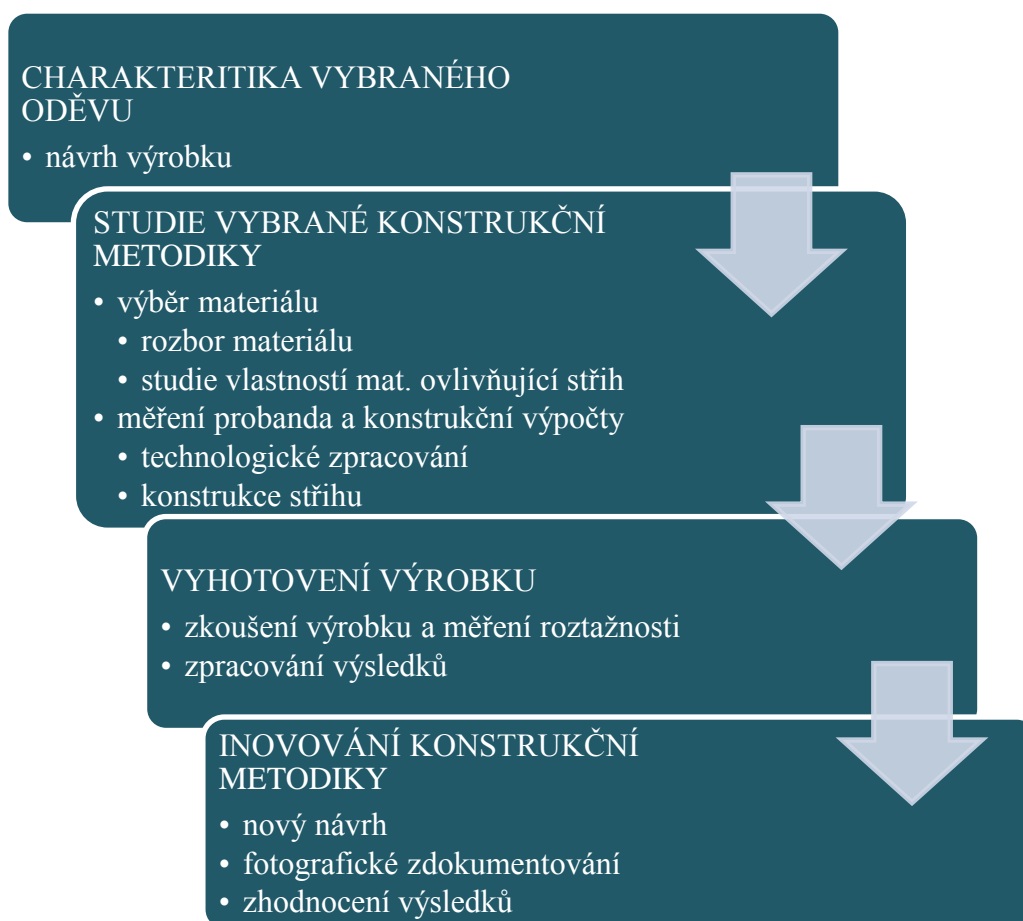 CHARAKTERITIKA VYBRANÉHO
ODĚVU
• návrh výrobku
STUDIE VYBRANÉ KONSTRUKČNÍ
METODIKY
• výběr materiálu
• rozbor materiálu
• studie vlastností mat. ovlivňující střih
• měření probanda a konstrukční výpočty
• technologické zpracování
• konstrukce střihu
VYHOTOVENÍ VÝROBKU
• zkoušení výrobku a měření roztažnosti
• zpracování výsledků
INOVOVÁNÍ KONSTRUKČNÍ
METODIKY
• nový návrh
• fotografické zdokumentování
• zhodnocení výsledků